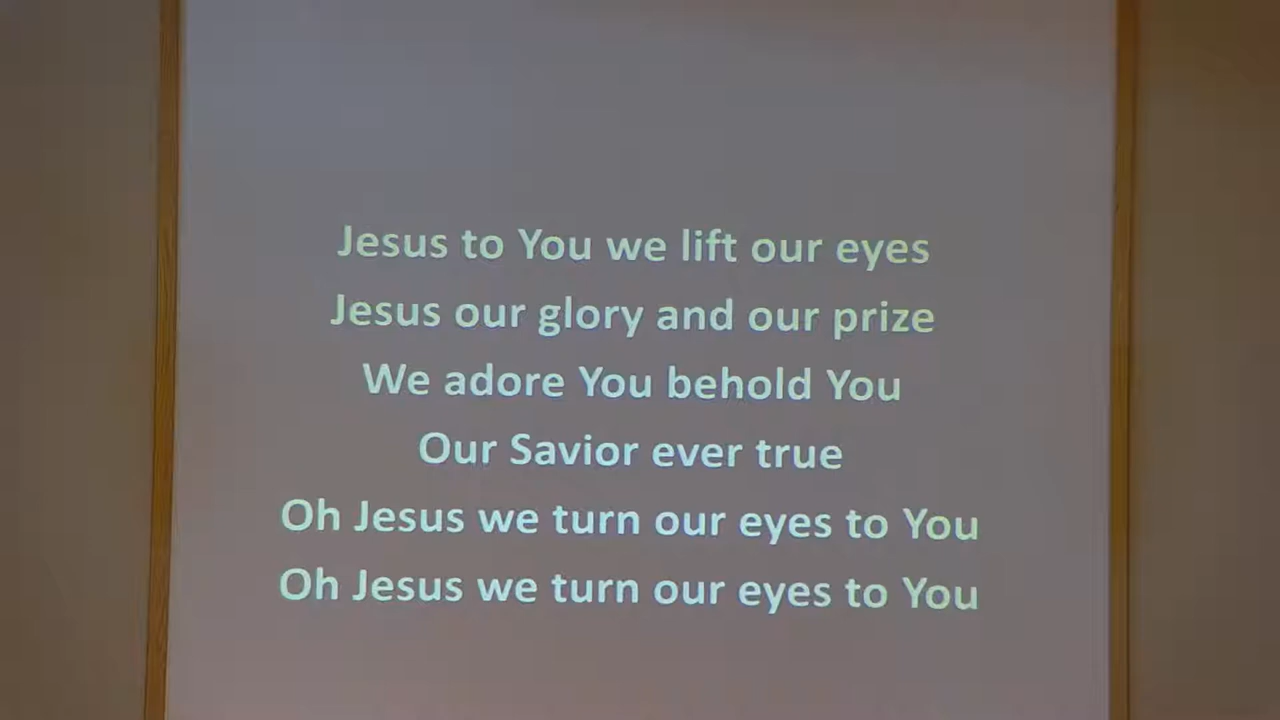 Jesus to You we lift our eyes
Jesus our glory and our prize
We adore You behold You
Our Savior ever true
Oh Jesus we turn our eyes to You
Oh Jesus we turn our eyes to You